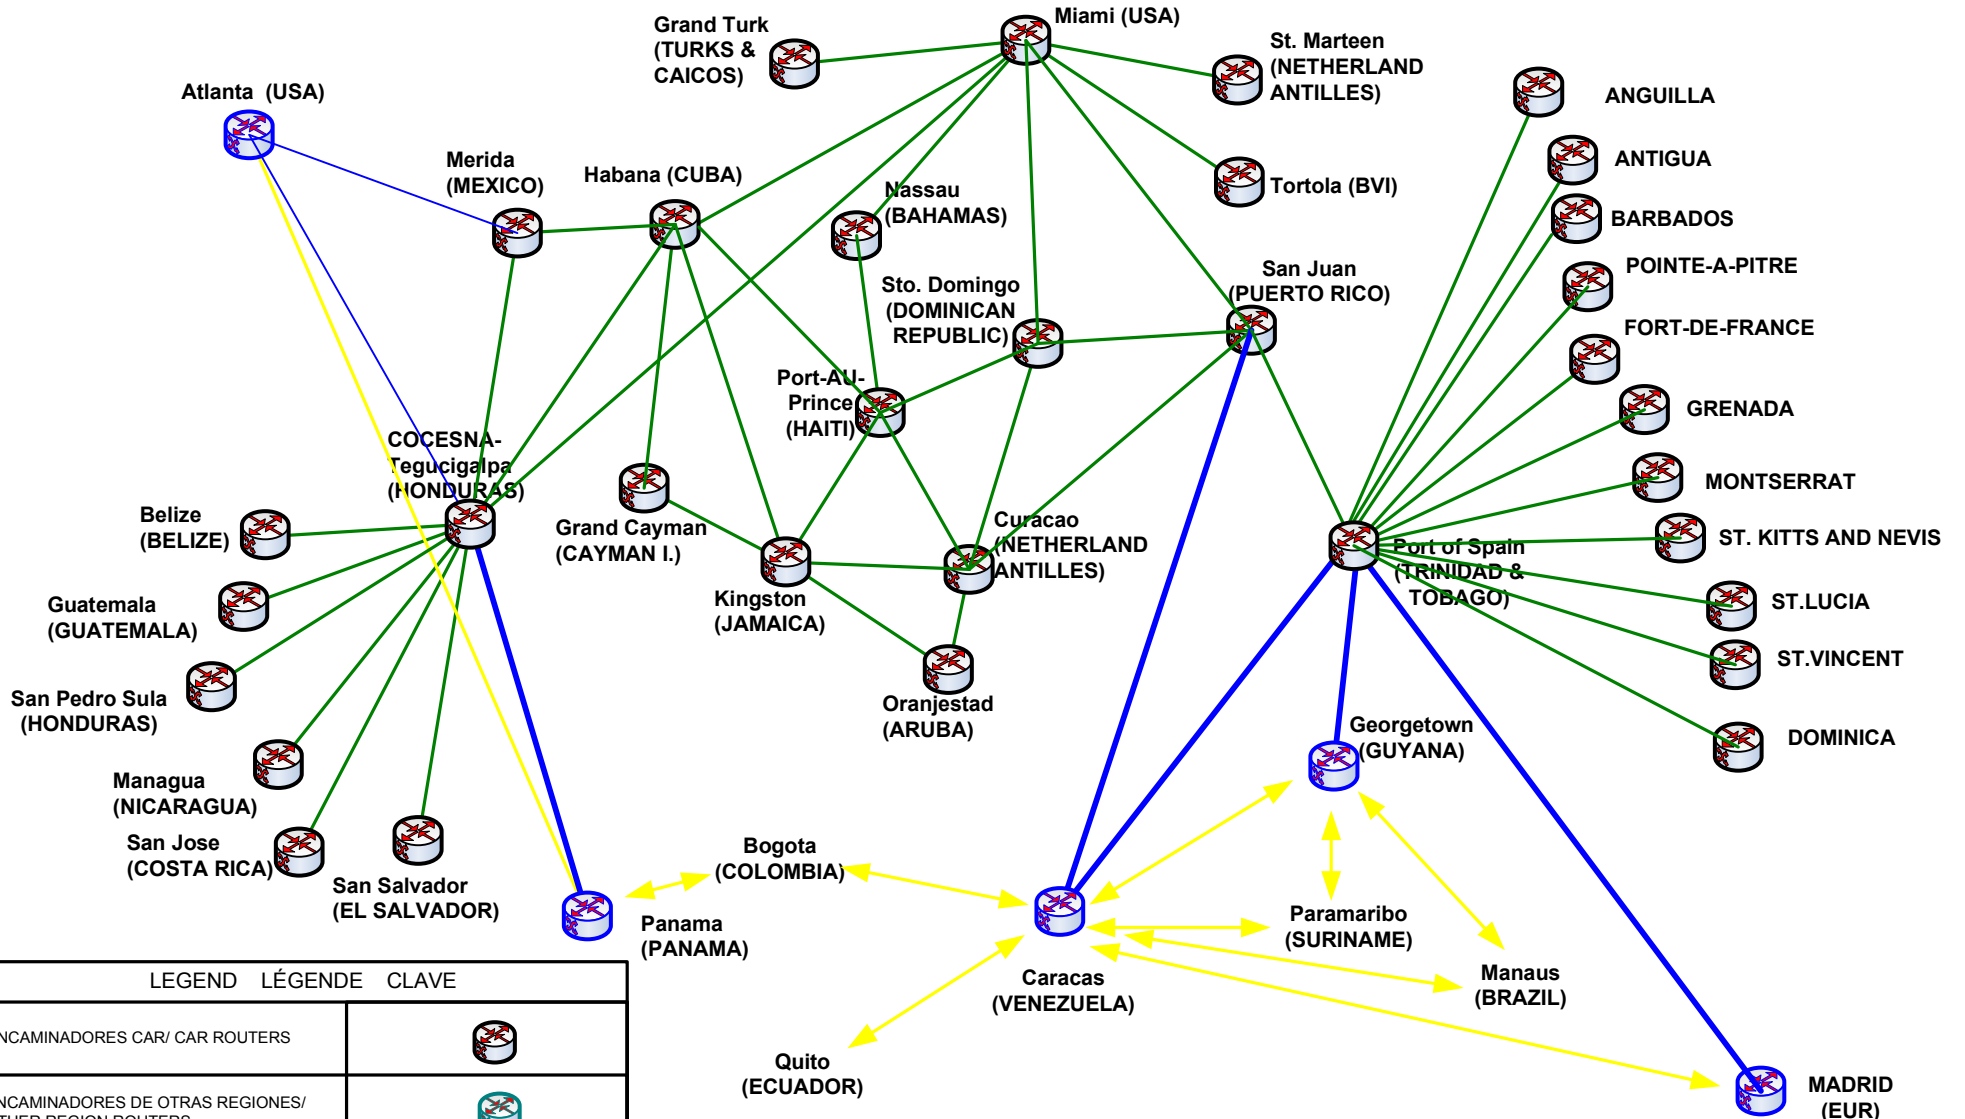 Grand Turk
(TURKS &
CAICOS)
Miami (USA)
St. Marteen
(NETHERLAND
ANTILLES)
Atlanta  (USA)
ANGUILLA
Merida
(MEXICO)
Habana (CUBA)
Nassau
(BAHAMAS)
Tortola (BVI)
ANTIGUA
BARBADOS
POINTE-A-PITRE
San Juan
(PUERTO RICO)
Sto. Domingo
(DOMINICAN
REPUBLIC)
FORT-DE-FRANCE
Port-AU-
Prince
(HAITI)
GRENADA
COCESNA-
Tegucigalpa
(HONDURAS)
MONTSERRAT
Belize
(BELIZE)
Grand Cayman
(CAYMAN I.)
Curacao
(NETHERLAND
ANTILLES)
Port of Spain
(TRINIDAD &
TOBAGO)
ST. KITTS AND NEVIS
Guatemala
(GUATEMALA)
Kingston
(JAMAICA)
ST.LUCIA
ST.VINCENT
San Pedro Sula
(HONDURAS)
Oranjestad
(ARUBA)
Georgetown
(GUYANA)
DOMINICA
Managua
(NICARAGUA)
San Jose
(COSTA RICA)
San Salvador
(EL SALVADOR)
Bogota
(COLOMBIA)
Panama
(PANAMA)
Paramaribo
(SURINAME)
Caracas
(VENEZUELA)
Manaus
(BRAZIL)
Quito
(ECUADOR)
MADRID
(EUR)
LEGEND LÉGENDE CLAVE
NCAMINADORES CAR/ CAR ROUTERS
NCAMINADORES DE OTRAS REGIONES/
THER REGION ROUTERS